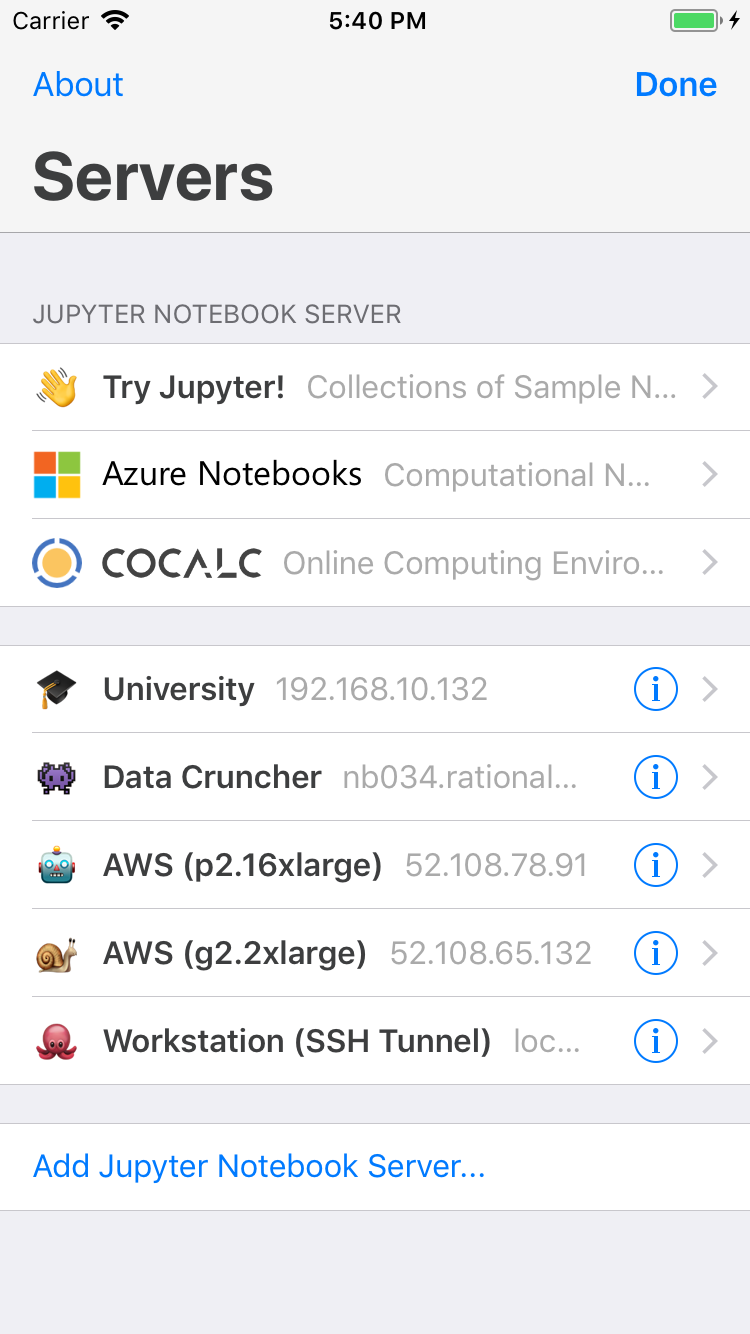 Carrier 5:40 PM
About Done
Servers
JUPYTER NOTEBOOK SERVER
Try Jupyter! Collections of Sample N...
Azure Notebooks Computational N...
COCALC Online Computing Enviro...
University 192.168.10.132
Data Cruncher nb034.rational...
AWS (p2.16xlarge) 52.108.78.91
AWS (g2.2xlarge) 52.108.65.132
Workstation (SSH Tunnel) loc...
Add Jupyter Notebook Server...